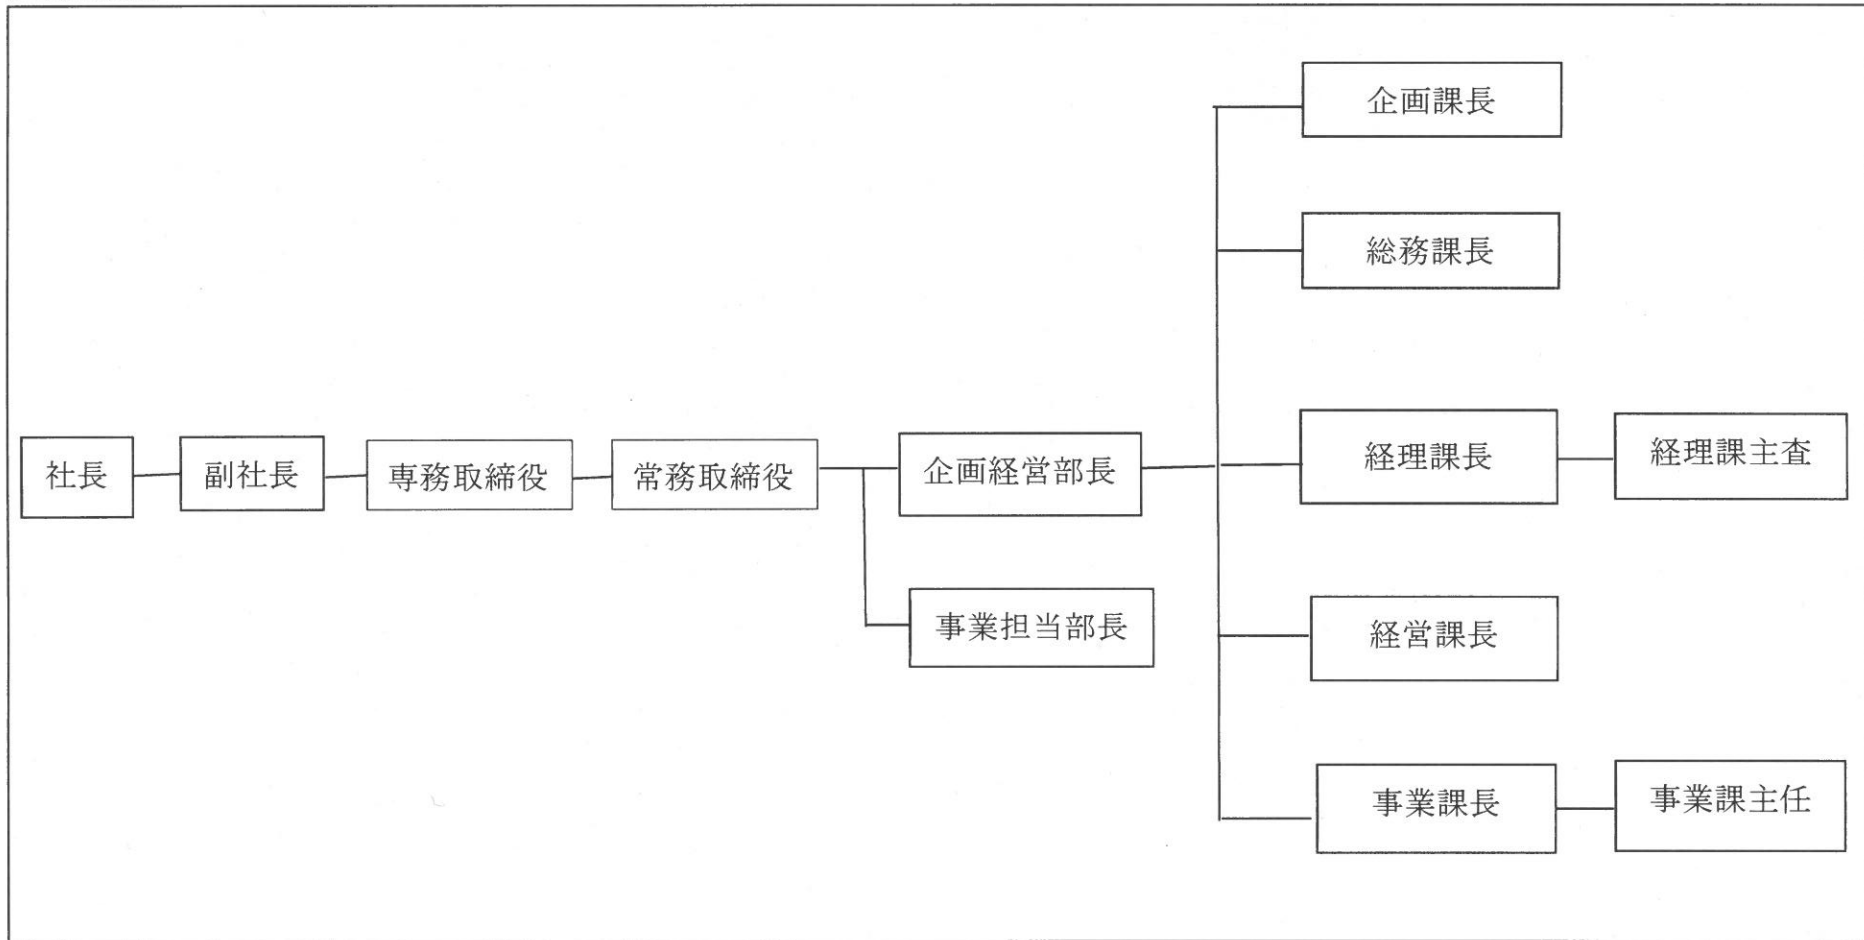 企画課長
総務課長
社長
副社長
専務取締役
常務取締役
企画経営部長
経理課長
経理課主査
事業担当部長
経営課長
事業課長
事業課主任